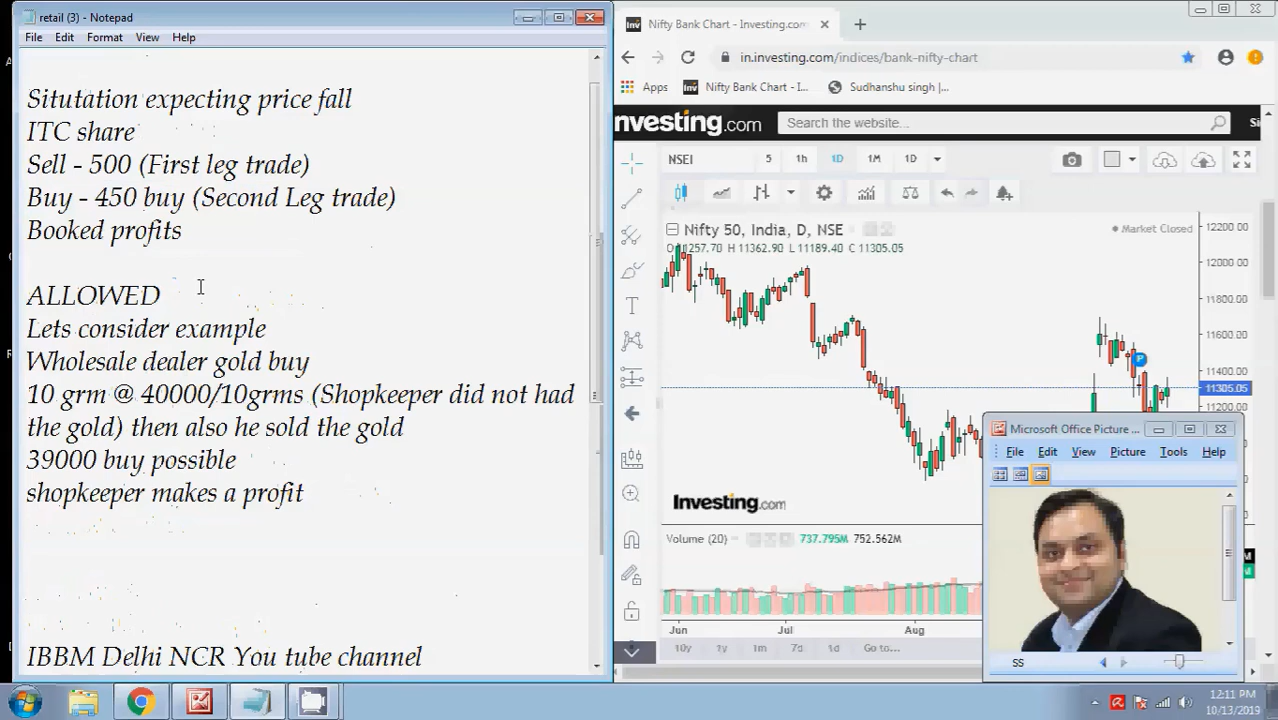 retail (3) - Notepad
File Edit Format View Help
Situtation expecting price fall
ITC share
Sell - 500 (First leg trade)
Buy - 450 buy (Second Leg trade)
Booked profits
ALLOWED
Lets consider example
Wholesale dealer gold buy
10 grm @ 40000/10grms (Shopkeeper did not had
the gold) then also he sold the gold
39000 buy possible
shopkeeper makes a profit
IBBM Delhi NCR You tube channel
Nifty Bank Chart - Investing.com
in.investing.com/indices/bank-nifty-chart
Apps Nifty Bank Chart - I... Sudhanshu singh |...
Investing.com Search the website... Si
NSEI 5 1h 1D 1M 1D
Nifty 50, India, D, NSE
Market Closed
1257.70 H 11362.90 L 11189.40 C 11305.05
12200.00
12000.00
11800.00
11600.00
11400.00
11305.05
11200.00
P
Investing.com
Volume (20) 737.795M 752.562M
Jun Jul Aug
10y 1y 1m 7d 1d Go to...
Microsoft Office Picture ...
File Edit View Picture Tools Help
SS
12:11 PM
10/13/2019